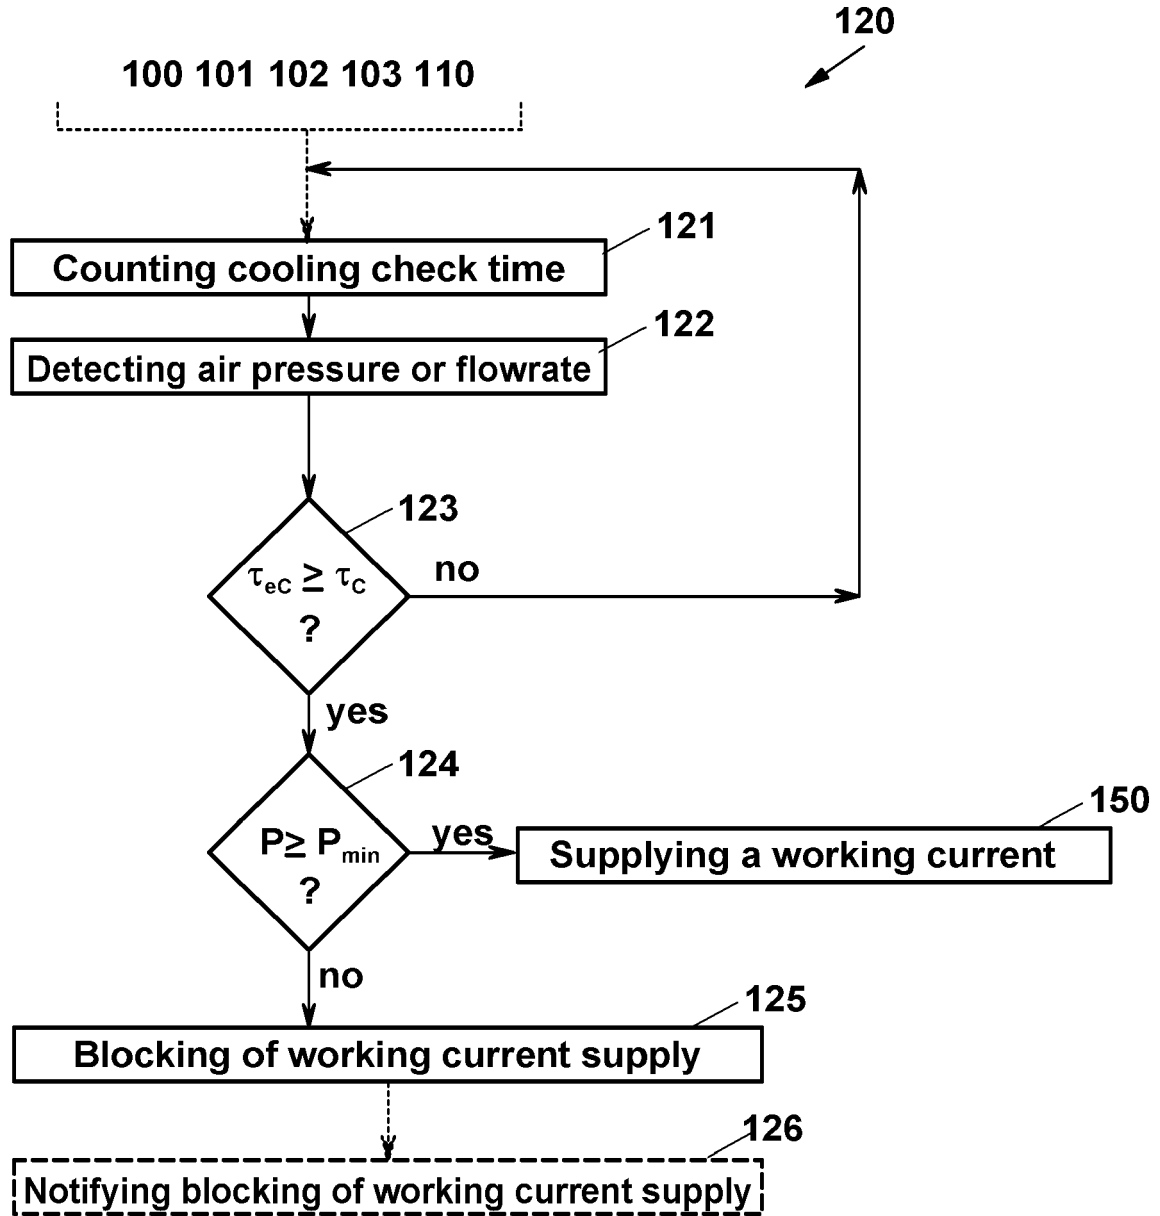 120
100 101 102 103 110
121
Counting cooling check time
122
Detecting air pressure or flowrate
123
τeC ≥ τC
?
no
yes
124
P≥ Pmin
?
yes
150
Supplying a working current
no
125
Blocking of working current supply
126
Notifying blocking of working current supply